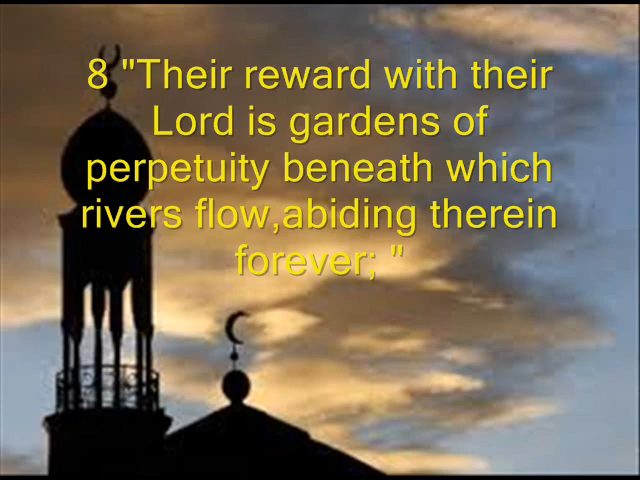 8 "Their reward with their
Lord is gardens of
perpetuity beneath which
rivers flow,abiding therein
forever; "